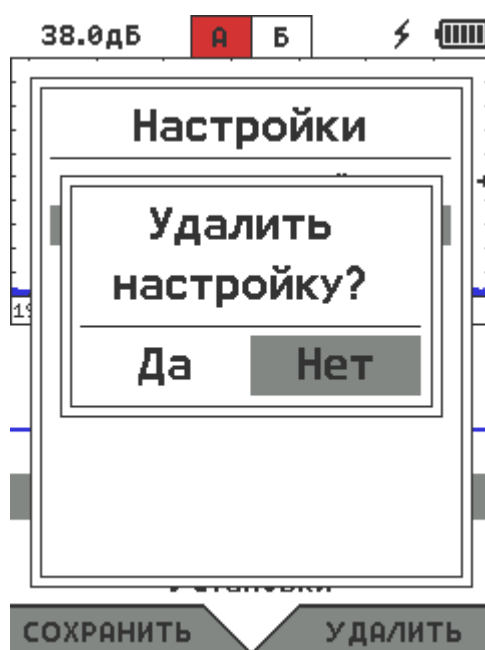 38.0дБ А Б
Настройки
Удалить
настройку?
Да Нет
СОХРАНИТЬ УДАЛИТЬ